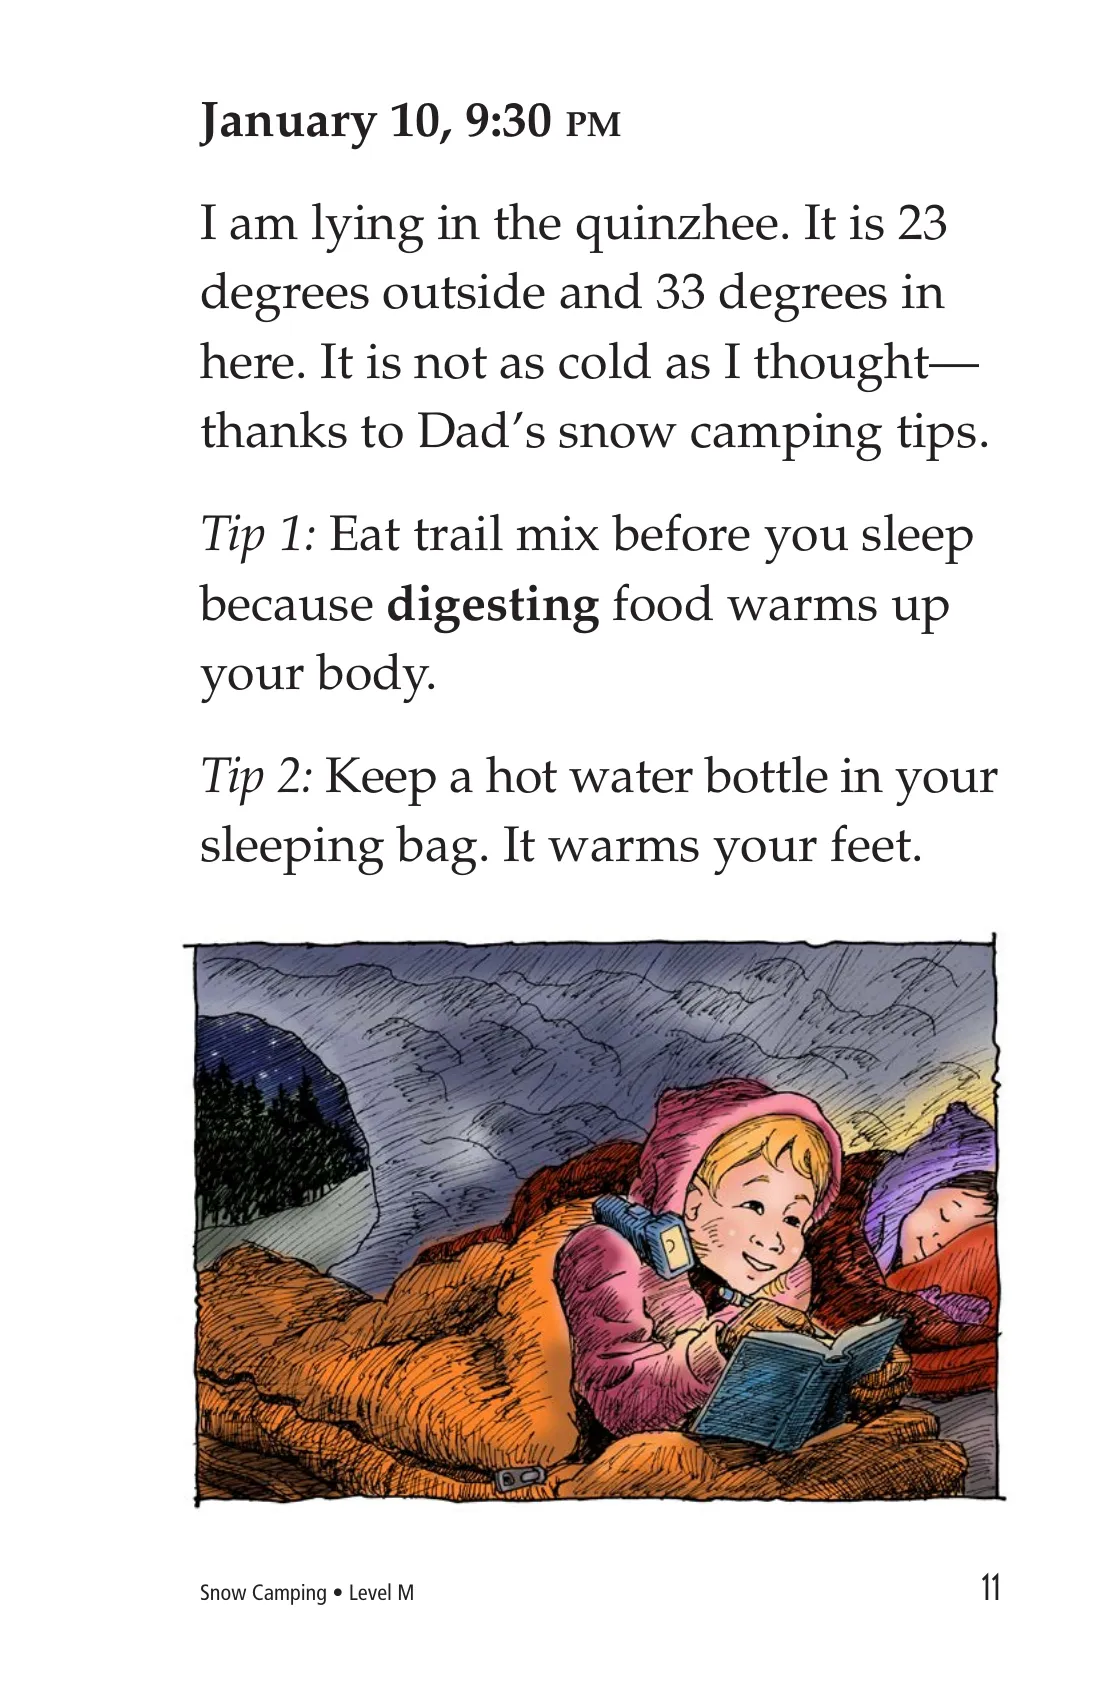 January 10, 9:30 PM
I am lying in the quinzhee. It is 23
degrees outside and 33 degrees in
here. It is not as cold as I thought—
thanks to Dad’s snow camping tips.
Tip 1: Eat trail mix before you sleep
because digesting food warms up
your body.
Tip 2: Keep a hot water bottle in your
sleeping bag. It warms your feet.
Snow Camping • Level M
11